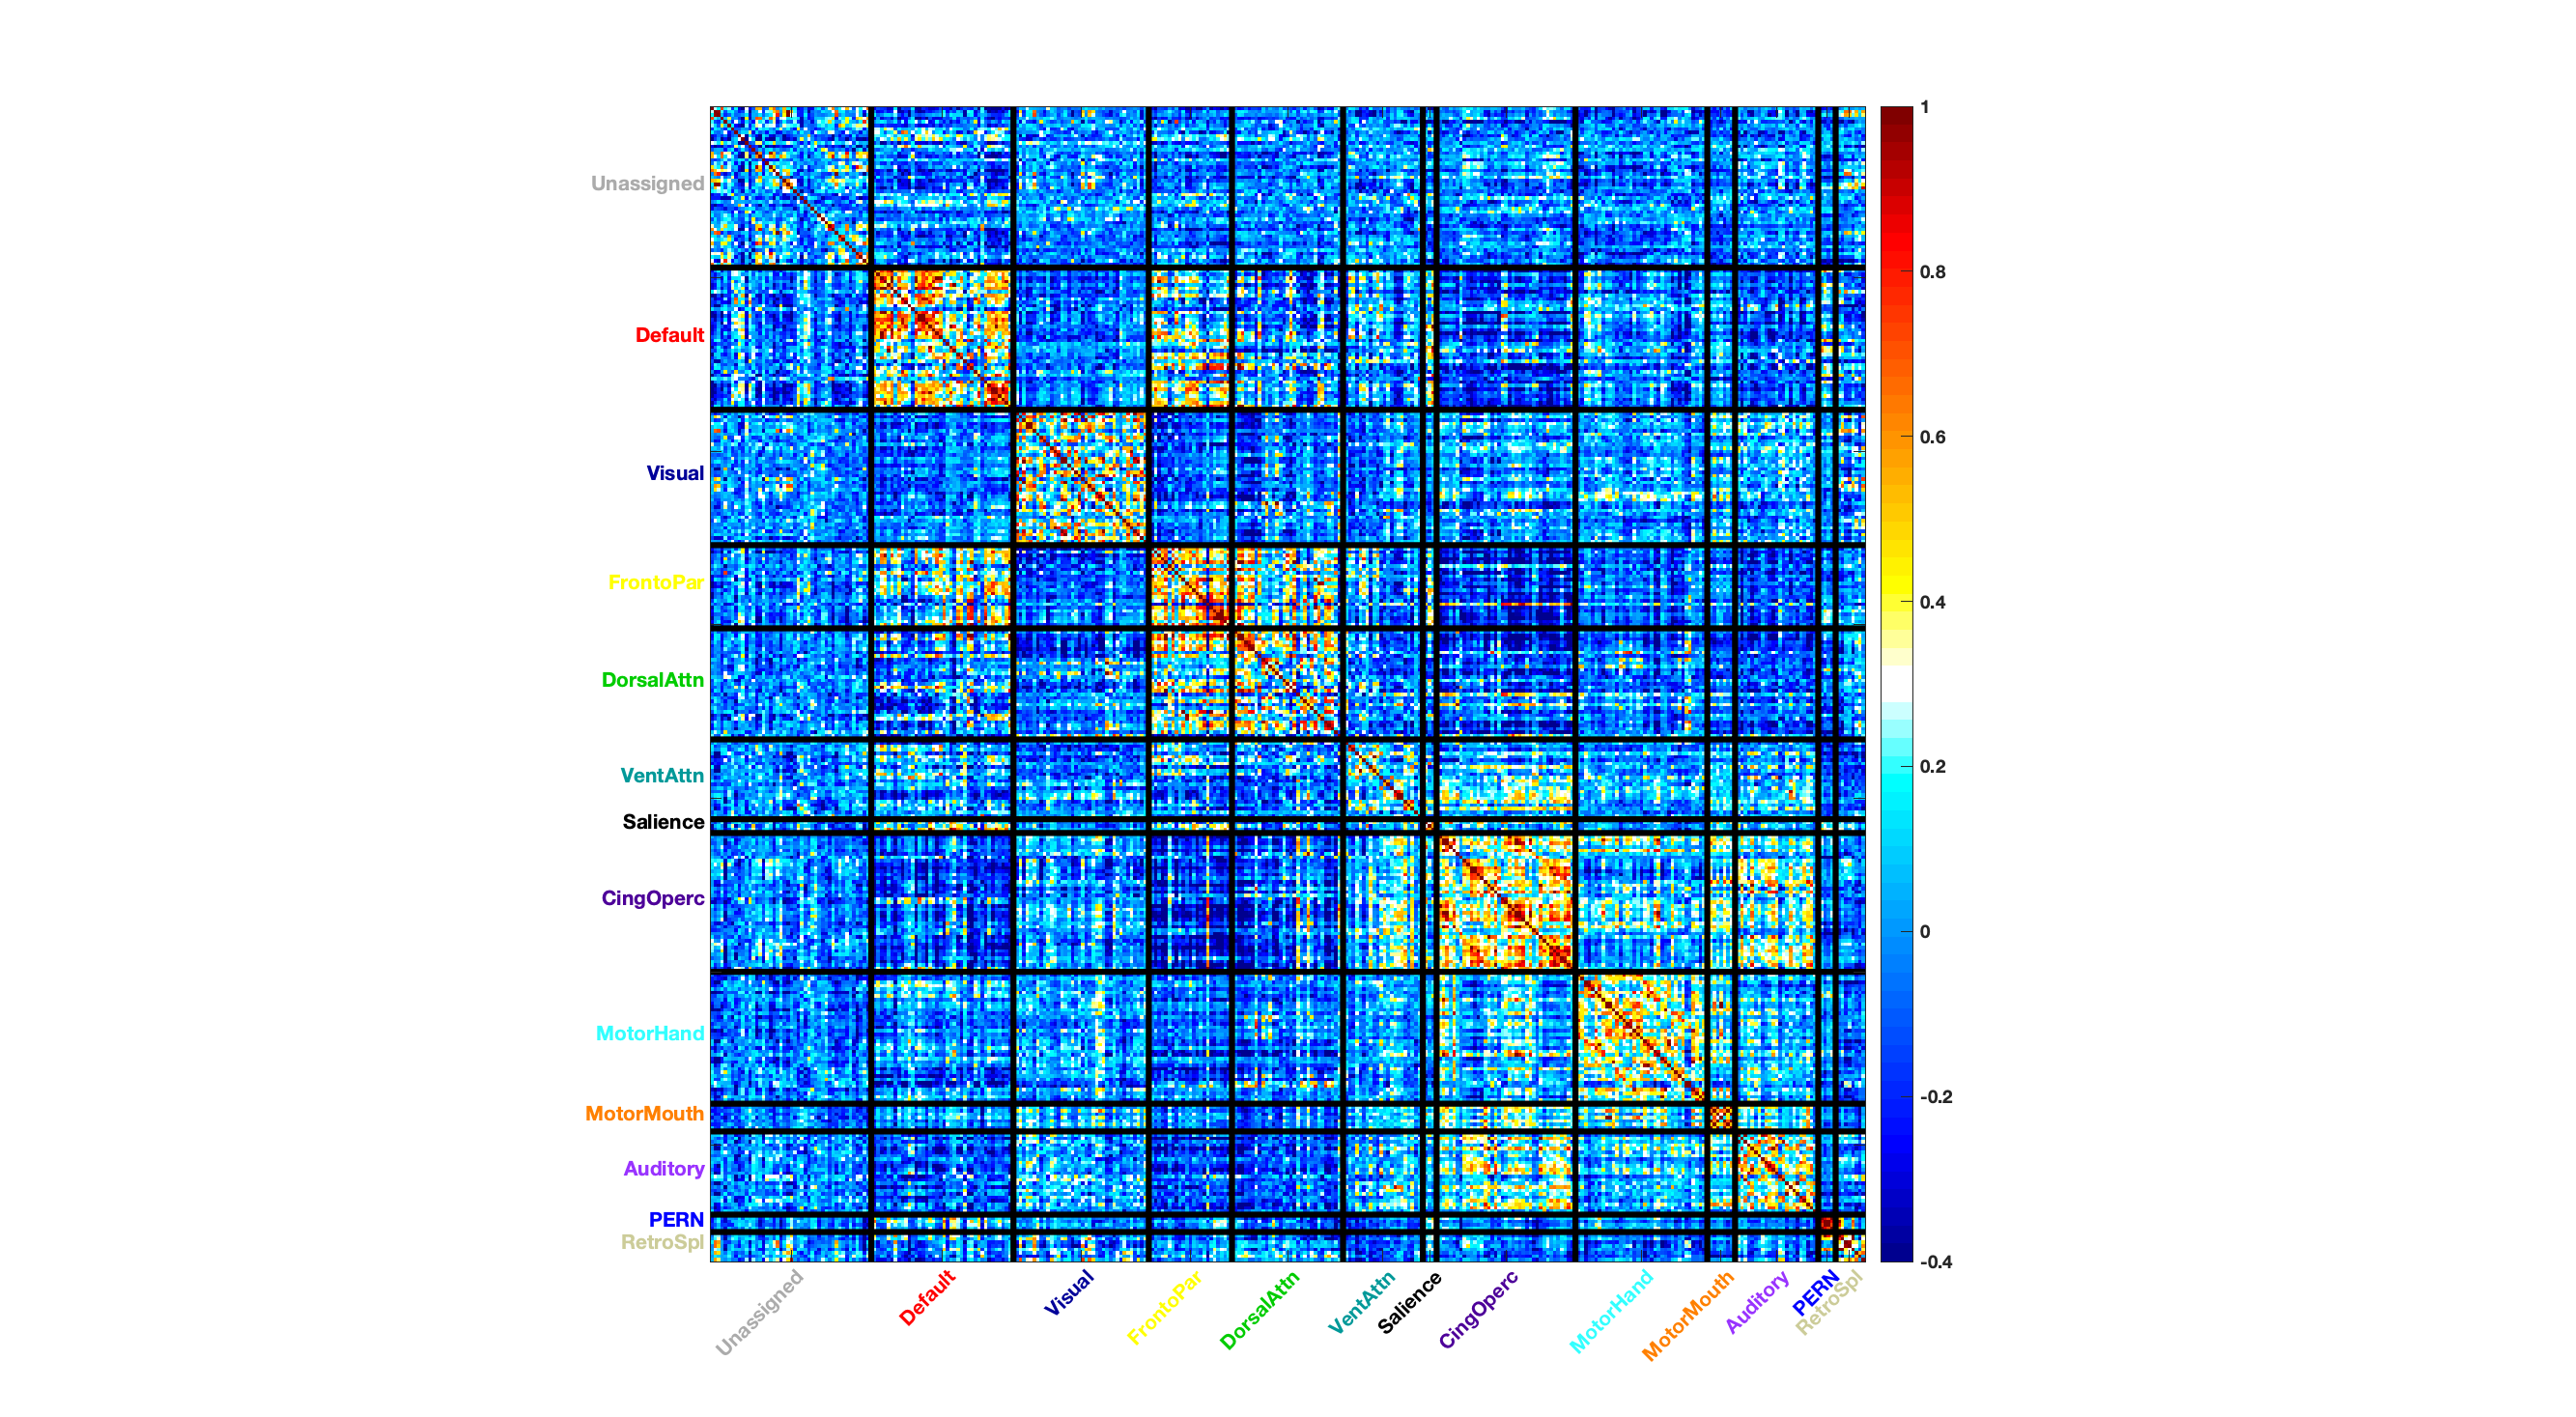 Unassigned
Default
Visual
FrontoPar
DorsalAttn
VentAttn
Salience
CingOperc
MotorHand
MotorMouth
Auditory
PERN
RetroSpl
Unassigned
Default
Visual
FrontoPar
DorsalAttn
VentAttn
Salience
CingOperc
MotorHand
MotorMouth
Auditory
PERN
RetroSpl
1
0.8
0.6
0.4
0.2
0
-0.2
-0.4